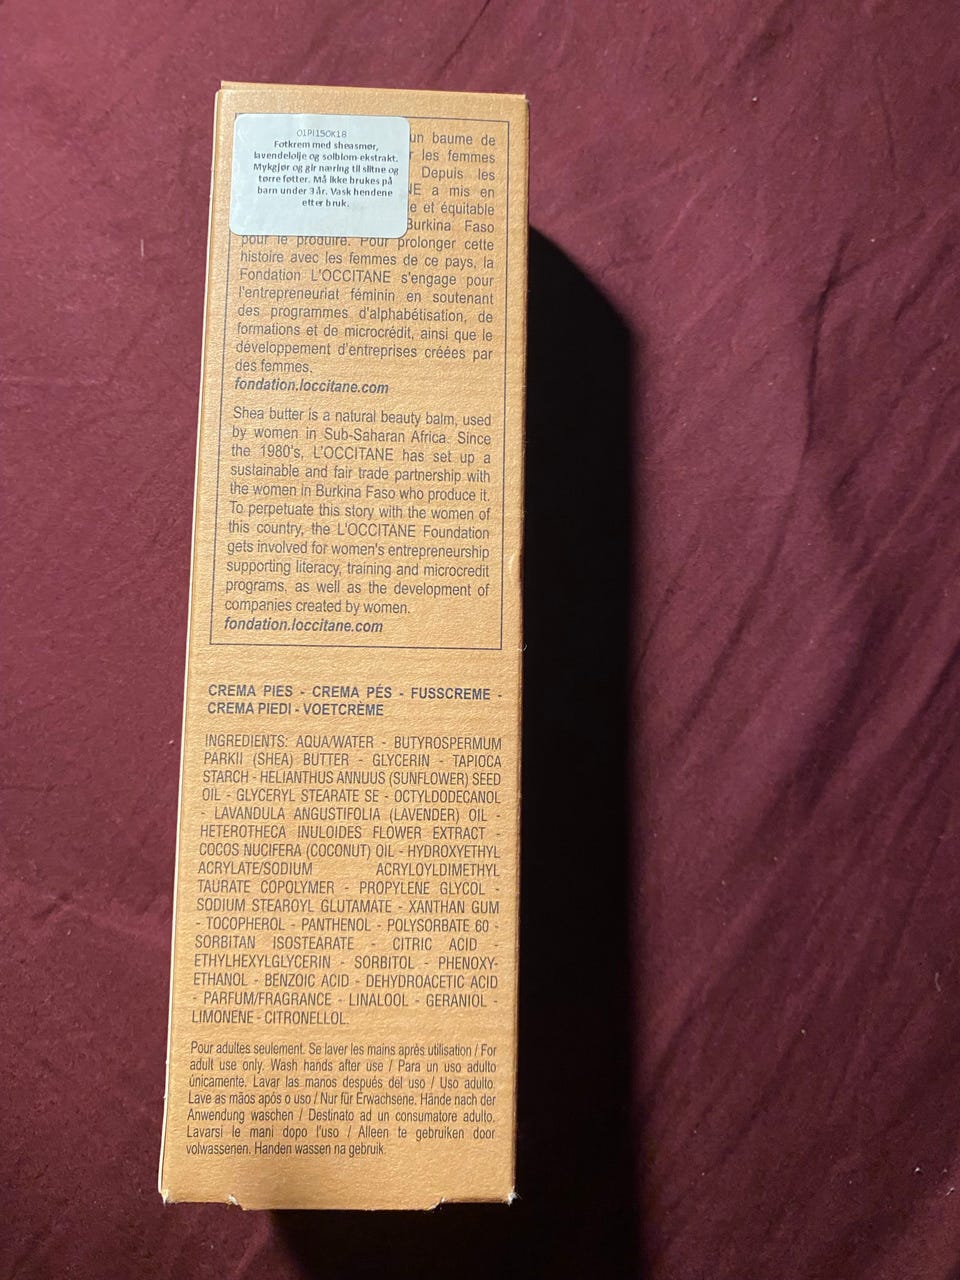 01PI150K18
Fotkrem med sheasmør,
lavendelolje og solblom-ekstrakt.
Mykgjør og gir næring til slitne og
tørre føtter. Må ikke brukes på
barn under 3 år. Vask hendene
etter bruk.
un baume de
les femmes
Depuis les
a mis en
e et équitable
Burkina Faso
pour le produire. Pour prolonger cette
histoire avec les femmes de ce pays, la
Fondation L'OCCITANE s'engage pour
l'entrepreneuriat féminin en soutenant
des programmes d'alphabétisation, de
formations et de microcrédit, ainsi que le
développement d'entreprises créées par
des femmes.
fondation.loccitane.com
Shea butter is a natural beauty balm, used
by women in Sub-Saharan Africa. Since
the 1980's, L'OCCITANE has set up a
sustainable and fair trade partnership with
the women in Burkina Faso who produce it.
To perpetuate this story with the women of
this country, the L'OCCITANE Foundation
gets involved for women's entrepreneurship
supporting literacy, training and microcredit
programs, as well as the development of
companies created by women.
fondation.loccitane.com
CREMA PIES - CREMA PÉS - FUSSCREME -
CREMA PIEDI - VOETCRÈME
INGREDIENTS: AQUA/WATER - BUTYROSPERMUM
PARKII (SHEA) BUTTER - GLYCERIN - TAPIOCA
STARCH - HELIANTHUS ANNUUS (SUNFLOWER) SEED
OIL - GLYCERYL STEARATE SE - OCTYLDODECANOL
- LAVANDULA ANGUSTIFOLIA (LAVENDER) OIL -
HETEROTHECA INULOIDES FLOWER EXTRACT -
COCOS NUCIFERA (COCONUT) OIL - HYDROXYETHYL
ACRYLATE/SODIUM ACRYLOYLDIMETHYL
TAURATE COPOLYMER - PROPYLENE GLYCOL -
SODIUM STEAROYL GLUTAMATE - XANTHAN GUM
- TOCOPHEROL - PANTHENOL - POLYSORBATE 60 -
SORBITAN ISOSTEARATE - CITRIC ACID -
ETHYLHEXYLGLYCERIN - SORBITOL - PHENOXY-
ETHANOL - BENZOIC ACID - DEHYDROACETIC ACID
- PARFUM/FRAGRANCE - LINALOOL - GERANIOL -
LIMONENE - CITRONELLOL.
Pour adultes seulement. Se laver les mains après utilisation / For
adult use only. Wash hands after use / Para un uso adulto
únicamente. Lavar las manos después del uso / Uso adulto.
Lave as mãos após o uso / Nur für Erwachsene. Hände nach der
Anwendung waschen / Destinato ad un consumatore adulto.
Lavarsi le mani dopo l'uso / Alleen te gebruiken door
volwassenen. Handen wassen na gebruik.